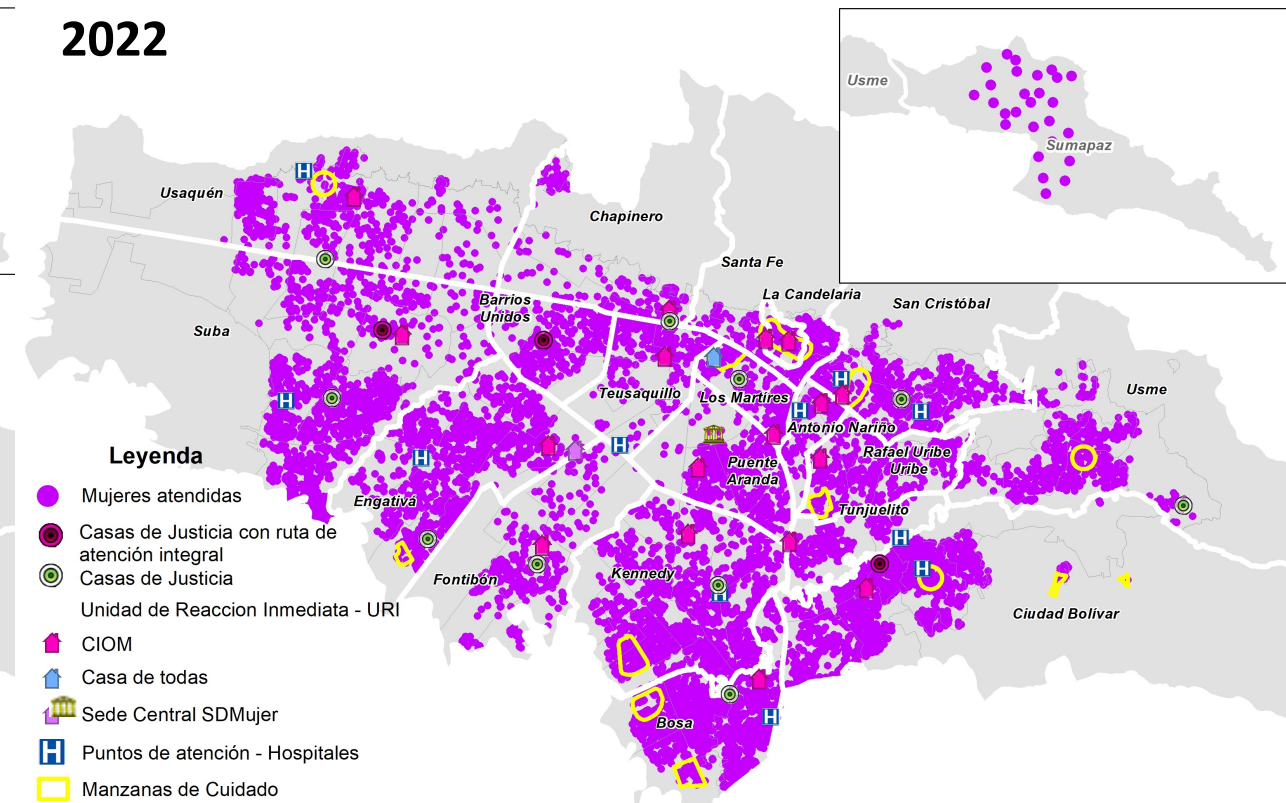 2022
Usme
Sumapaz
Usaquén
Chapinero
Santa Fe
La Candelaria
San Cristóbal
Barrios
Unidos
Suba
Usme
Teusaquillo
Los Martíres
Antonio Nariño
Rafael Uribe
Uribe
Puente
Aranda
Engativá
Tunjuelito
Fontibón
Kennedy
Ciudad Bolívar
Bosa
H
H
H
H
H
H
H
H
H
H
H
Leyenda
Mujeres atendidas
Casas de Justicia con ruta de
atención integral
Casas de Justicia
Unidad de Reaccion Inmediata - URI
CIOM
Casa de todas
Sede Central SDMujer
H Puntos de atención - Hospitales
Manzanas de Cuidado